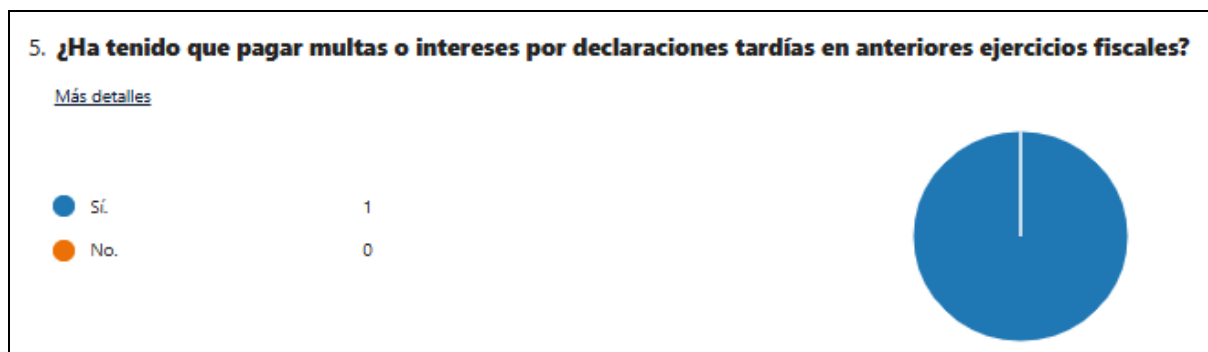 5. ¿Ha tenido que pagar multas o intereses por declaraciones tardías en anteriores ejercicios fiscales?
Más detalles
Sí. 1
No. 0